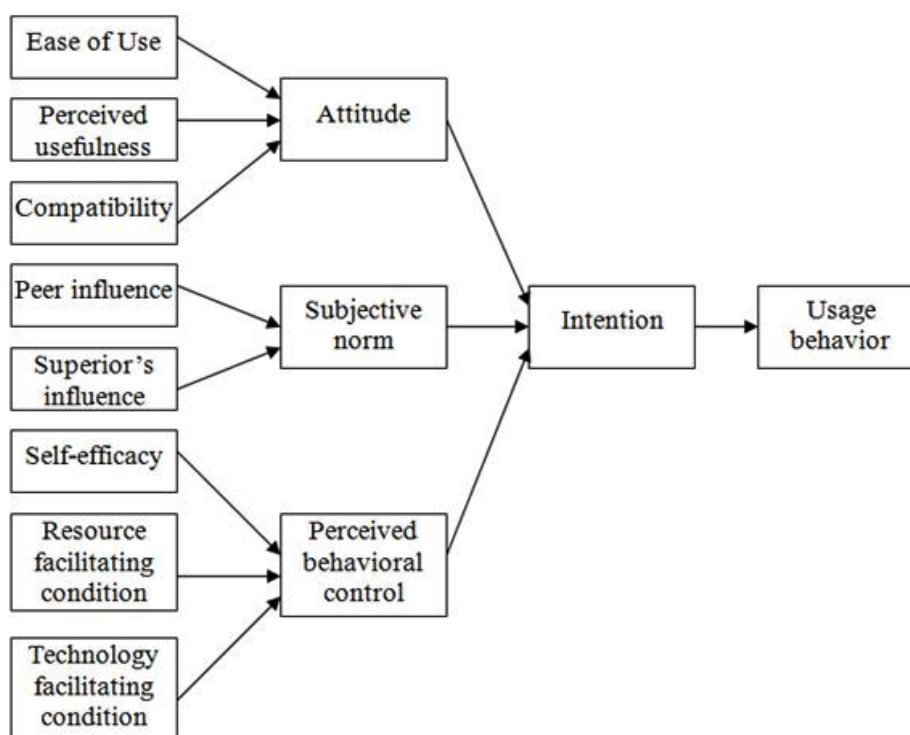 Ease of Use
Perceived
usefulness
Compatibility
Peer influence
Superior’s
influence
Self-efficacy
Resource
facilitating
condition
Technology
facilitating
condition
Attitude
Subjective
norm
Perceived
behavioral
control
Intention
Usage
behavior